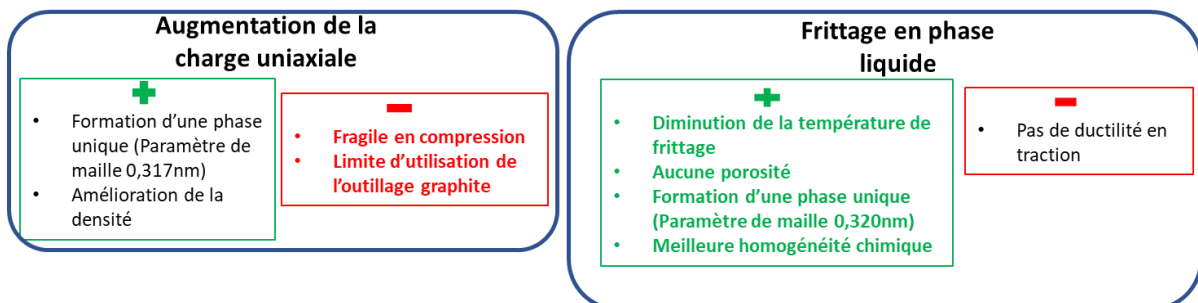 Augmentation de la
charge uniaxiale
+
• Formation d'une phase
unique (Paramètre de
maille 0,317nm)
• Amélioration de la
densité
-
• Fragile en compression
• Limite d'utilisation de
l'outillage graphite
Frittage en phase
liquide
+
• Diminution de la température de
frittage
• Aucune porosité
• Formation d'une phase unique
(Paramètre de maille 0,320nm)
• Meilleure homogénéité chimique
-
• Pas de ductilité en
traction